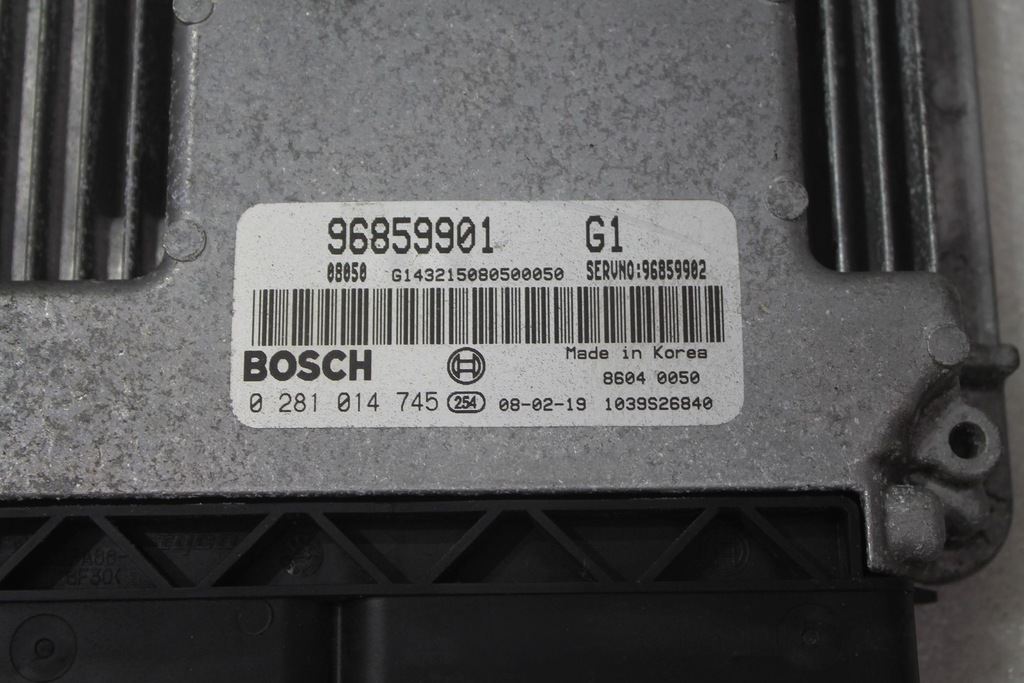 96859901 G1
08050 G143215080500050 SERVNO:96859902
BOSCH Made in Korea
8604 0050
0 281 014 745 254 08-02-19 1039S26840